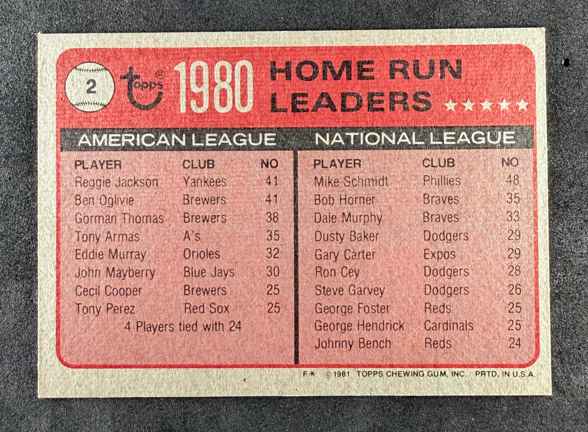 2 Topps® 1980 HOME RUN
LEADERS ★★★★★
AMERICAN LEAGUE
PLAYER CLUB NO
Reggie Jackson Yankees 41
Ben Oglivie Brewers 41
Gorman Thomas Brewers 38
Tony Armas A's 35
Eddie Murray Orioles 32
John Mayberry Blue Jays 30
Cecil Cooper Brewers 25
Tony Perez Red Sox 25
4 Players tied with 24
NATIONAL LEAGUE
PLAYER CLUB NO
Mike Schmidt Phillies 48
Bob Horner Braves 35
Dale Murphy Braves 33
Dusty Baker Dodgers 29
Gary Carter Expos 29
Ron Cey Dodgers 28
Steve Garvey Dodgers 26
George Foster Reds 25
George Hendrick Cardinals 25
Johnny Bench Reds 24
F★ © 1981 TOPPS CHEWING GUM, INC. PRTD. IN U.S.A.